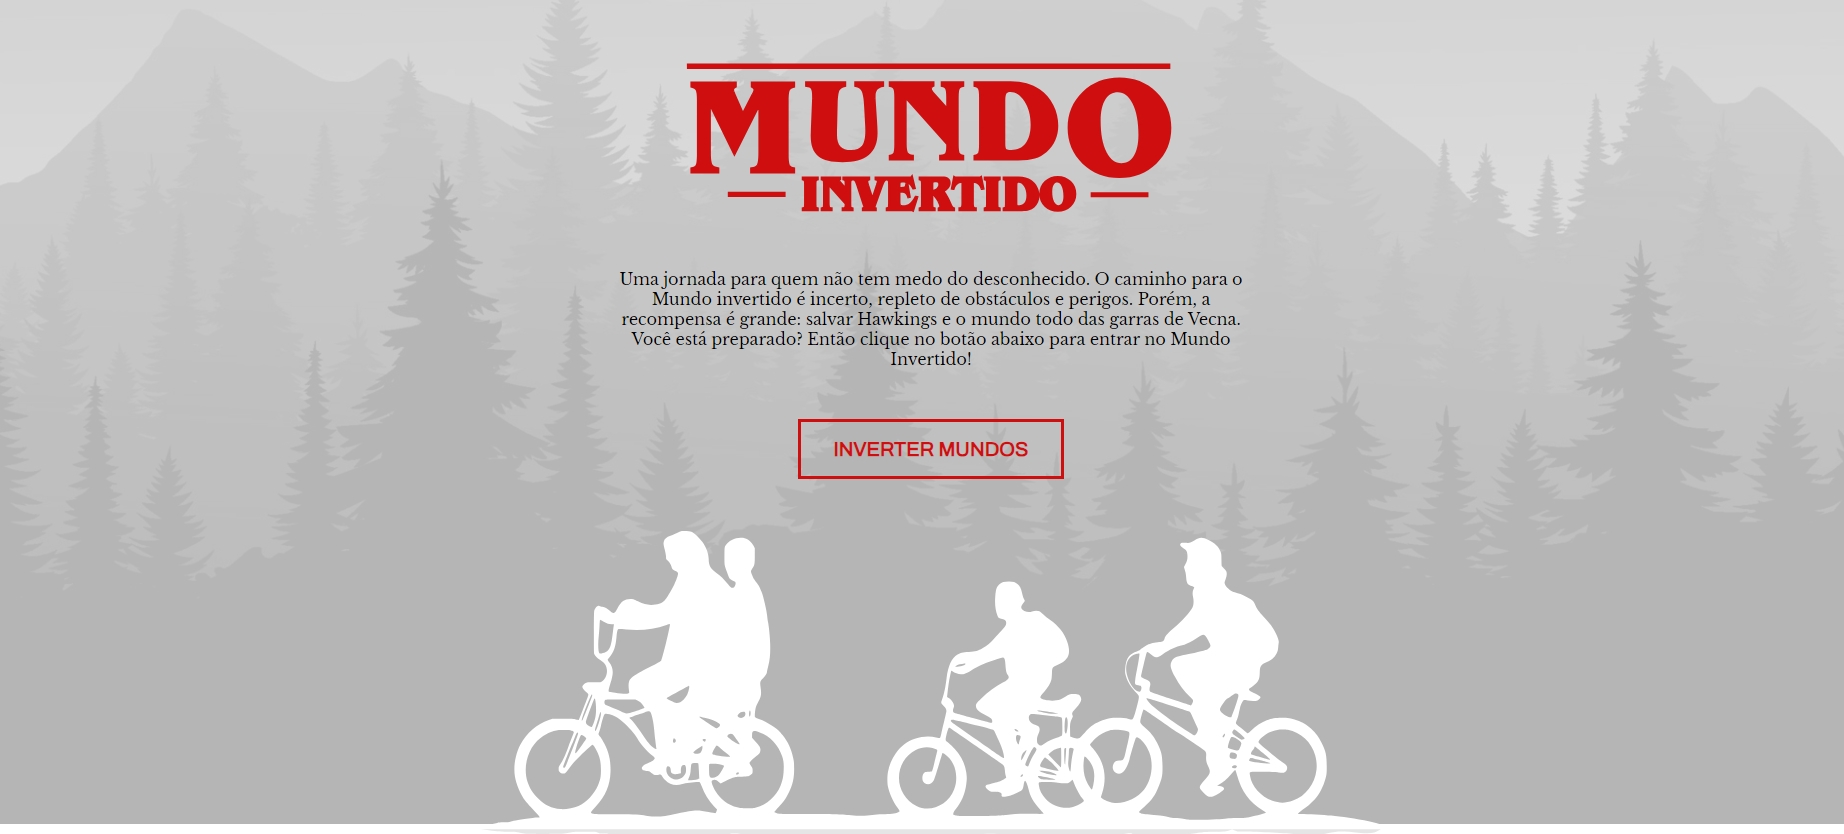 MUNDO
INVERTIDO
Uma jornada para quem não tem medo do desconhecido. O caminho para o
Mundo invertido é incerto, repleto de obstáculos e perigos. Porém, a
recompensa é grande: salvar Hawkings e o mundo todo das garras de Vecna.
Você está preparado? Então clique no botão abaixo para entrar no Mundo
Invertido!
INVERTER MUNDOS